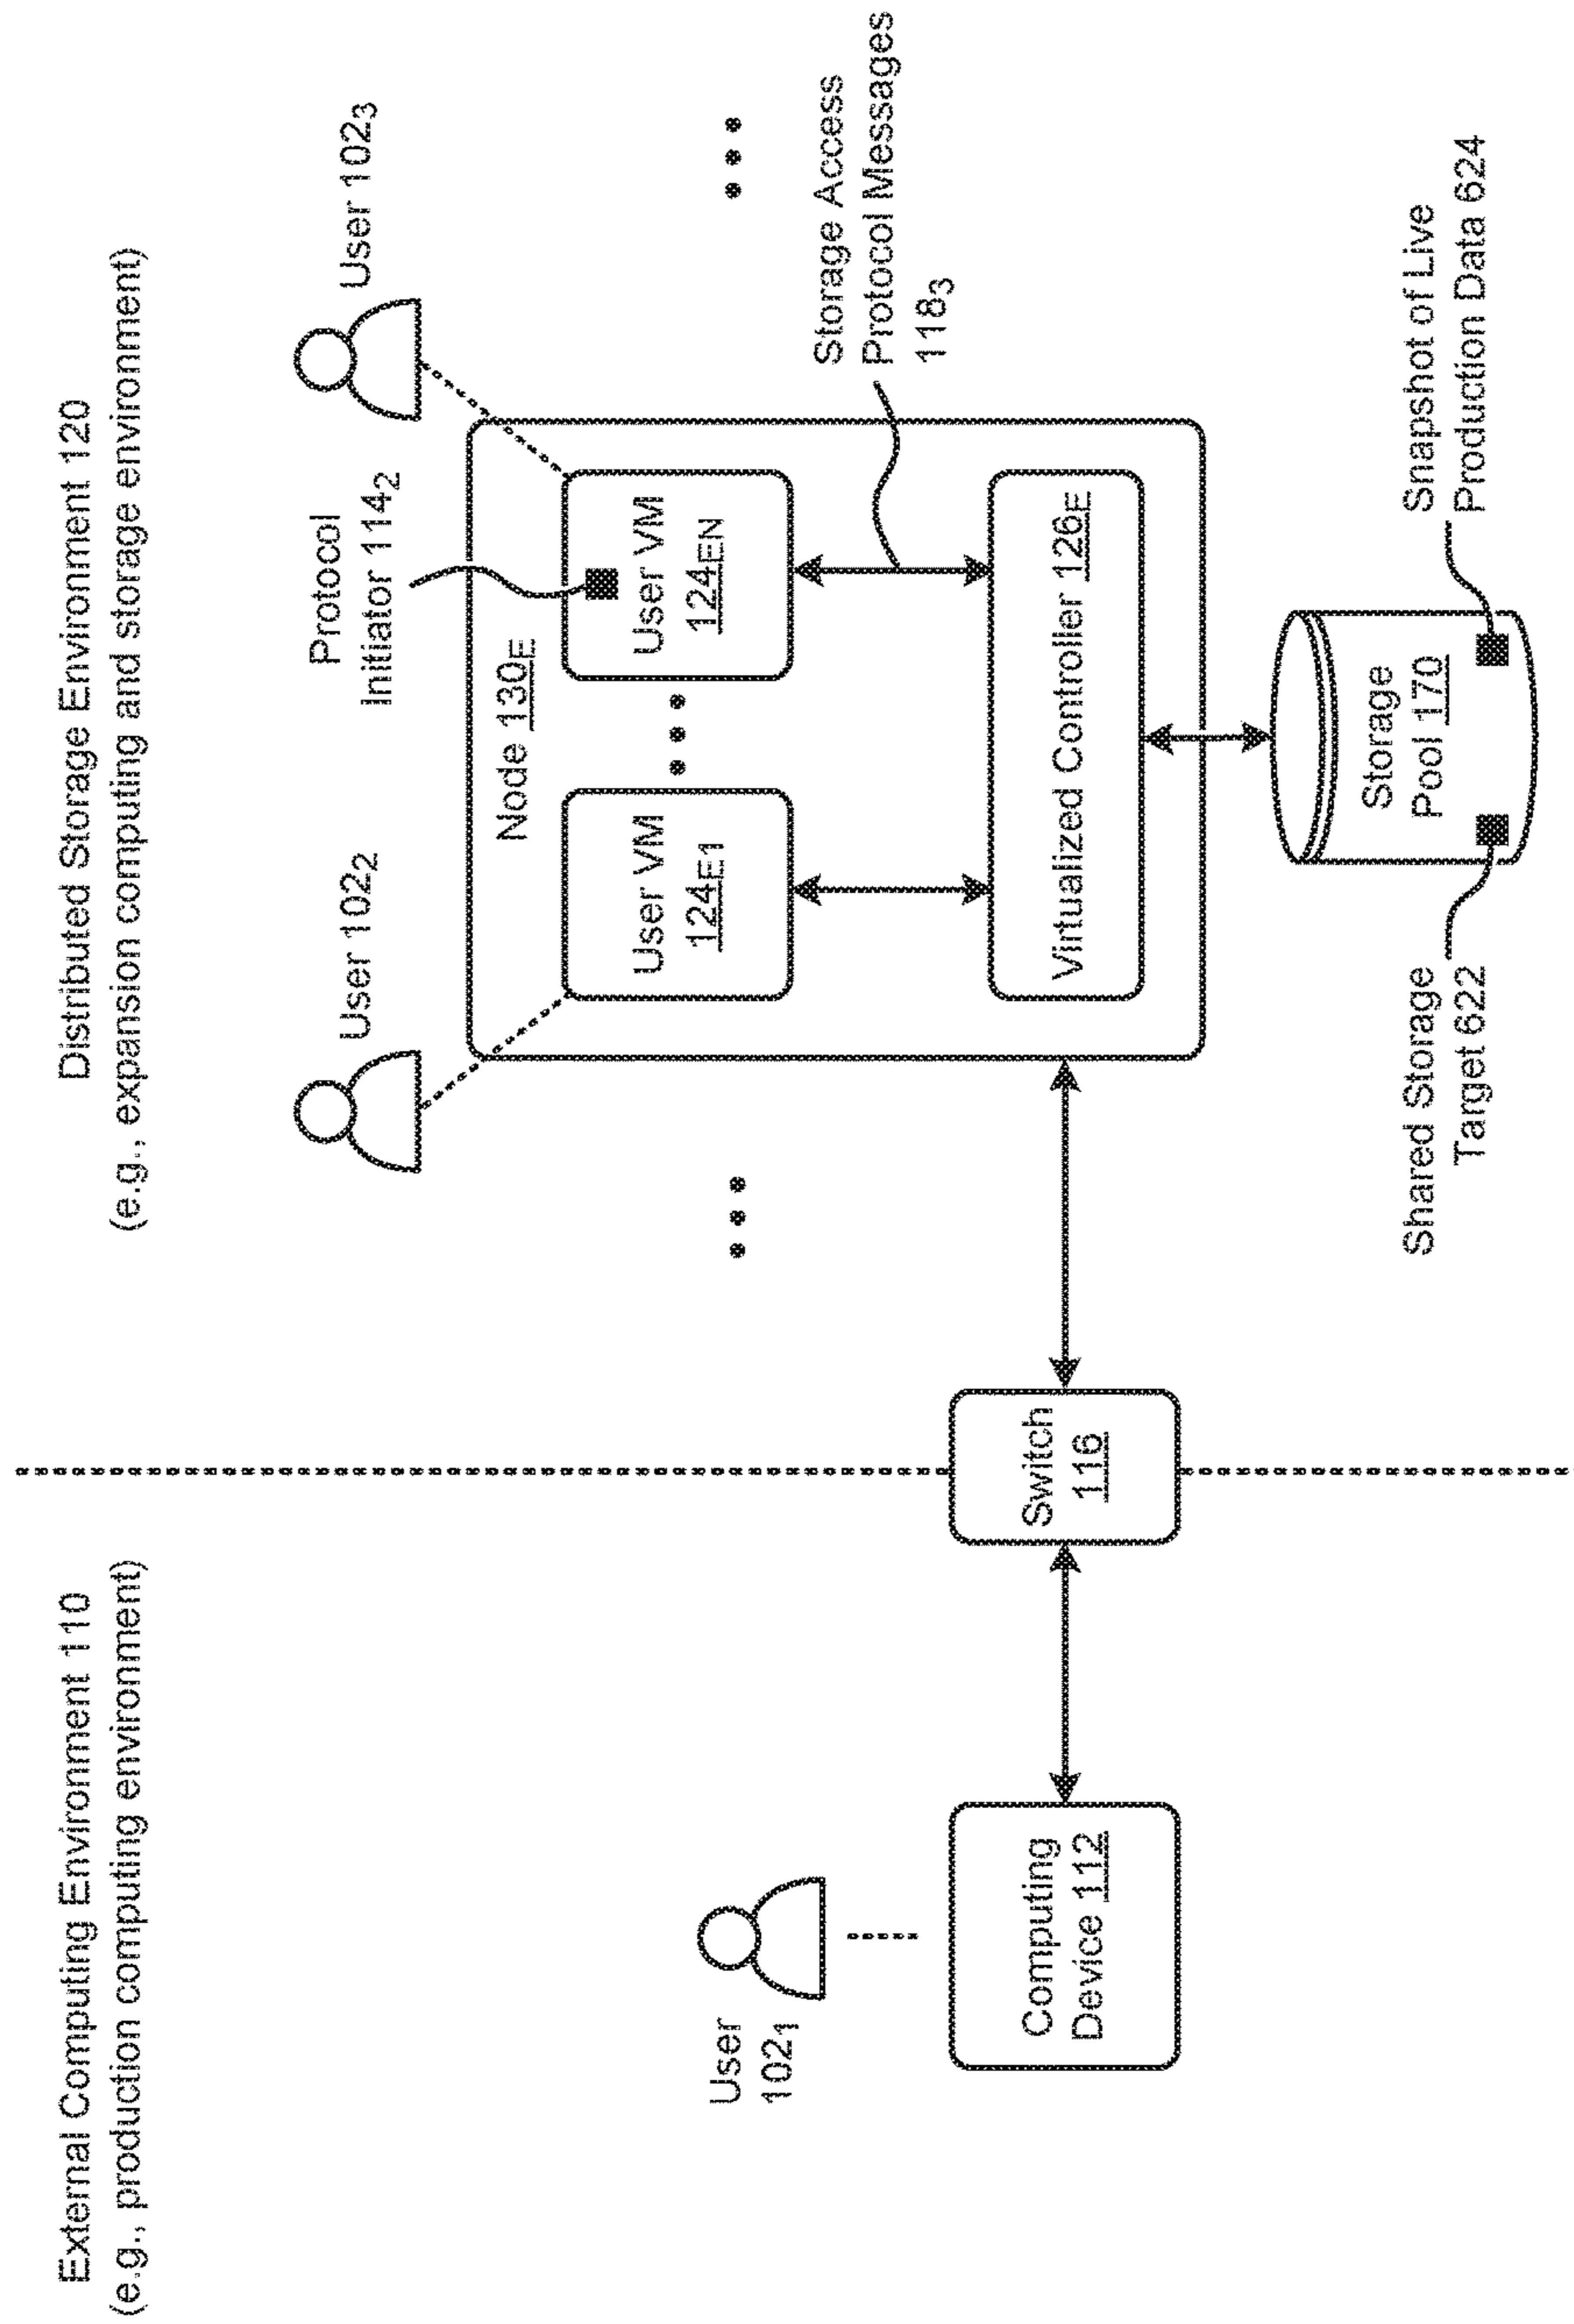 External Computing Environment 110
(e.g., production computing environment)
Distributed Storage Environment 120
(e.g., expansion computing and storage environment)
User 102₂
User 102₃
Protocol
Initiator 114₂
Node 130E
User VM
124E1
User VM
124EN
Storage Access
Protocol Messages
118₃
User
102₁
Computing
Device 112
Switch
116
Virtualized Controller 126E
Storage
Pool 170
Shared Storage
Target 622
Snapshot of Live
Production Data 624